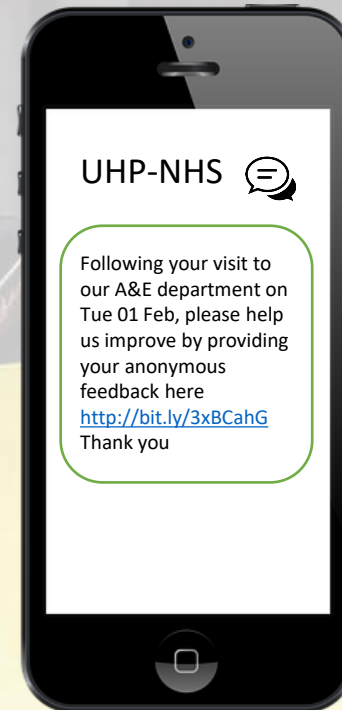 UHP-NHS
Following your visit to
our A&E department on
Tue 01 Feb, please help
us improve by providing
your anonymous
feedback here
http://bit.ly/3xBCahG
Thank you